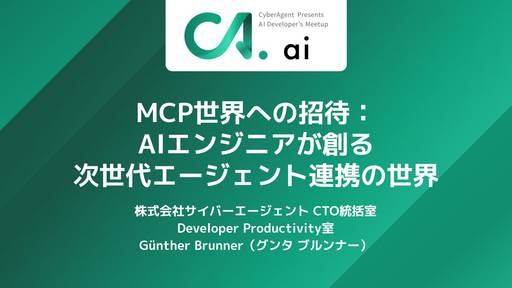 CyberAgent Presents
AI Developer's Meetup
CA.ai
MCP世界への招待：
AIエンジニアが創る
次世代エージェント連携の世界
株式会社サイバーエージェント CTO統括室
Developer Productivity室
Günther Brunner（グンタ ブルンナー）